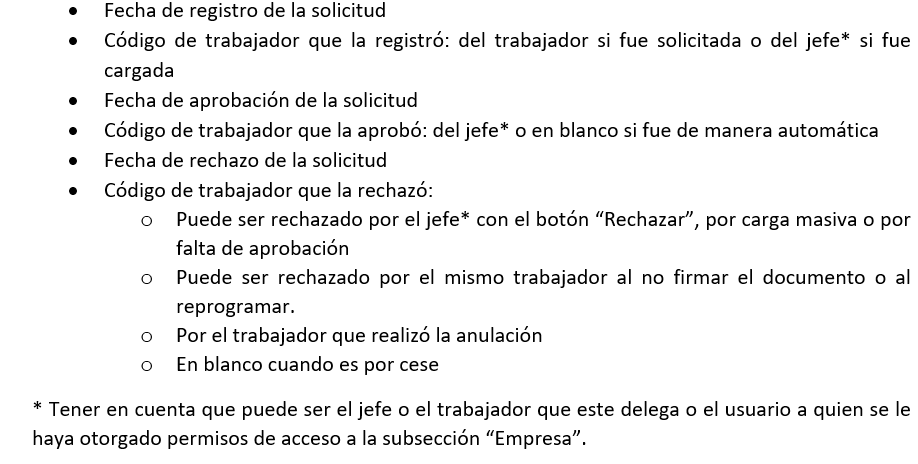 • Fecha de registro de la solicitud
• Código de trabajador que la registró: del trabajador si fue solicitada o del jefe* si fue
cargada
• Fecha de aprobación de la solicitud
• Código de trabajador que la aprobó: del jefe* o en blanco si fue de manera automática
• Fecha de rechazo de la solicitud
• Código de trabajador que la rechazó:
o Puede ser rechazado por el jefe* con el botón “Rechazar”, por carga masiva o por
falta de aprobación
o Puede ser rechazado por el mismo trabajador al no firmar el documento o al
reprogramar.
o Por el trabajador que realizó la anulación
o En blanco cuando es por cese
* Tener en cuenta que puede ser el jefe o el trabajador que este delega o el usuario a quien se le
haya otorgado permisos de acceso a la subsección “Empresa”.